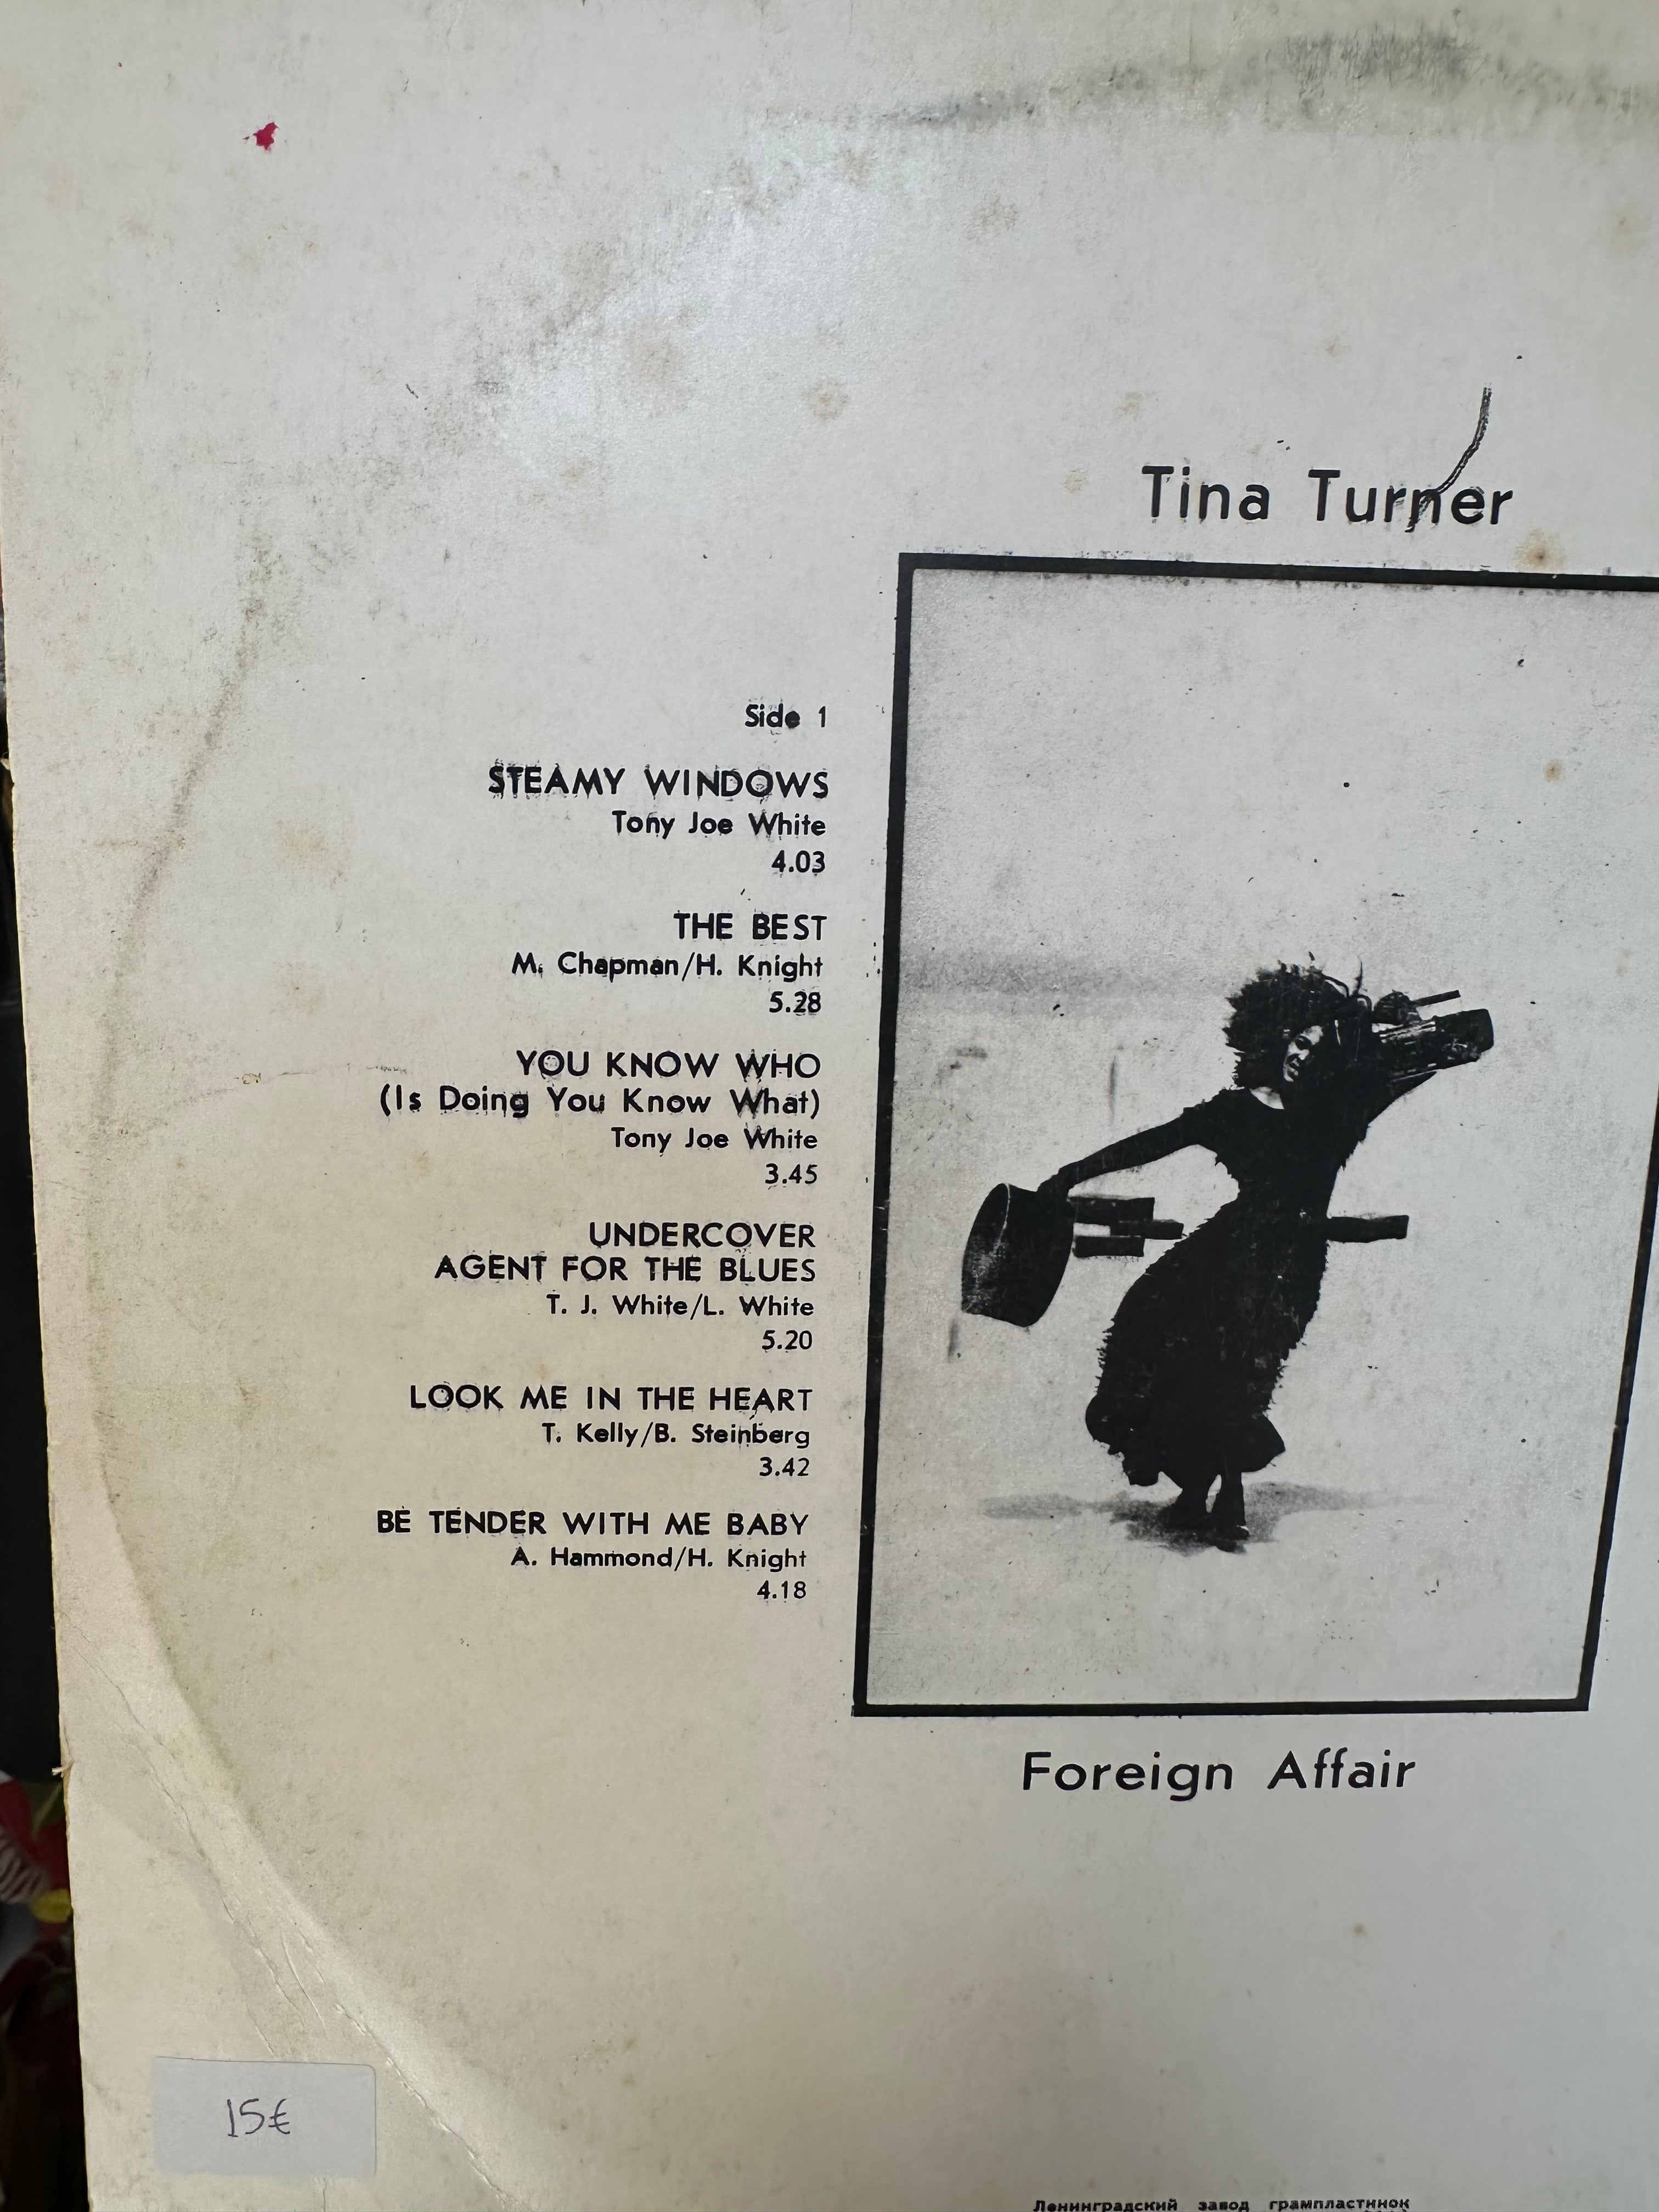 Tina Turner
Side 1
STEAMY WINDOWS
Tony Joe White
4.03
THE BEST
M. Chapman/H. Knight
5.28
YOU KNOW WHO
(Is Doing You Know What)
Tony Joe White
3.45
UNDERCOVER
AGENT FOR THE BLUES
T. J. White/L. White
5.20
LOOK ME IN THE HEART
T. Kelly/B. Steinberg
3.42
BE TENDER WITH ME BABY
A. Hammond/H. Knight
4.18
Foreign Affair
15€
Ленинградский завод грампластинок